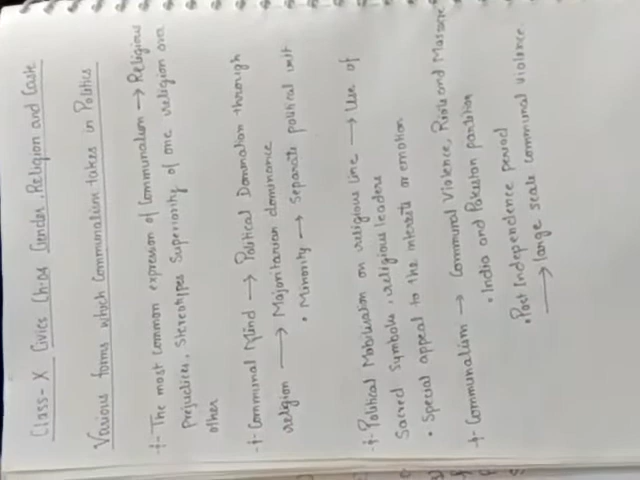 Class-X Civics Ch:03 Gender, Religion and Caste
Various forms which Communalism takes in Politics
+ The most common expression of Communalism → Religious
Prejudices, Stereotypes Superiority of one religion over
other
+ Communal Mind → Political Domination through
religion → Majoritarian dominance
• Minority → Separate political unit
+ Political Mobilisation on religious line → Use of
Sacred Symbols, religious leaders
• Special appeal to the interests or emotion
+ Communalism → Communal Violence, Riots and Massacre
• India and Pakistan partition
• Post Independence period
→ large scale communal violence.